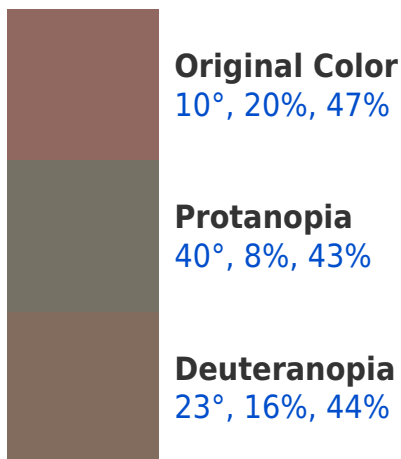 Original Color
10°, 20%, 47%
Protanopia
40°, 8%, 43%
Deuteranopia
23°, 16%, 44%